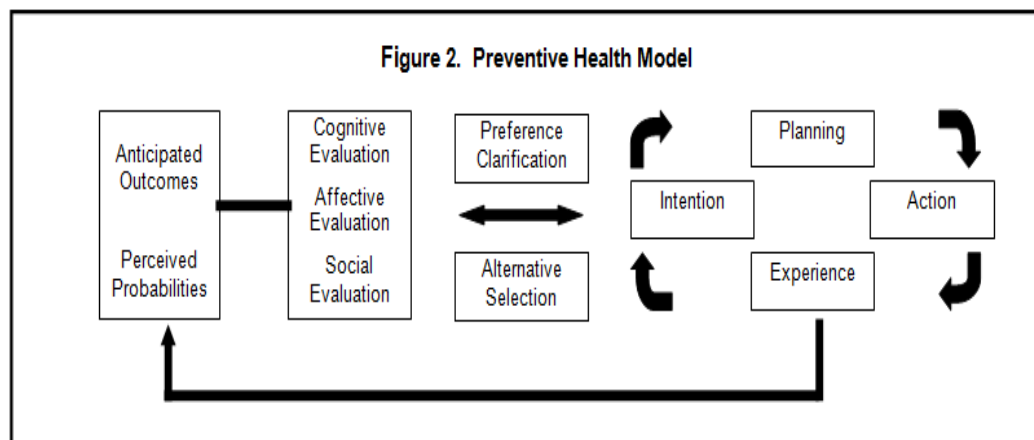 Figure 2. Preventive Health Model
Anticipated
Outcomes
Perceived
Probabilities
Cognitive
Evaluation
Affective
Evaluation
Social
Evaluation
Preference
Clarification
Alternative
Selection
Intention
Planning
Action
Experience